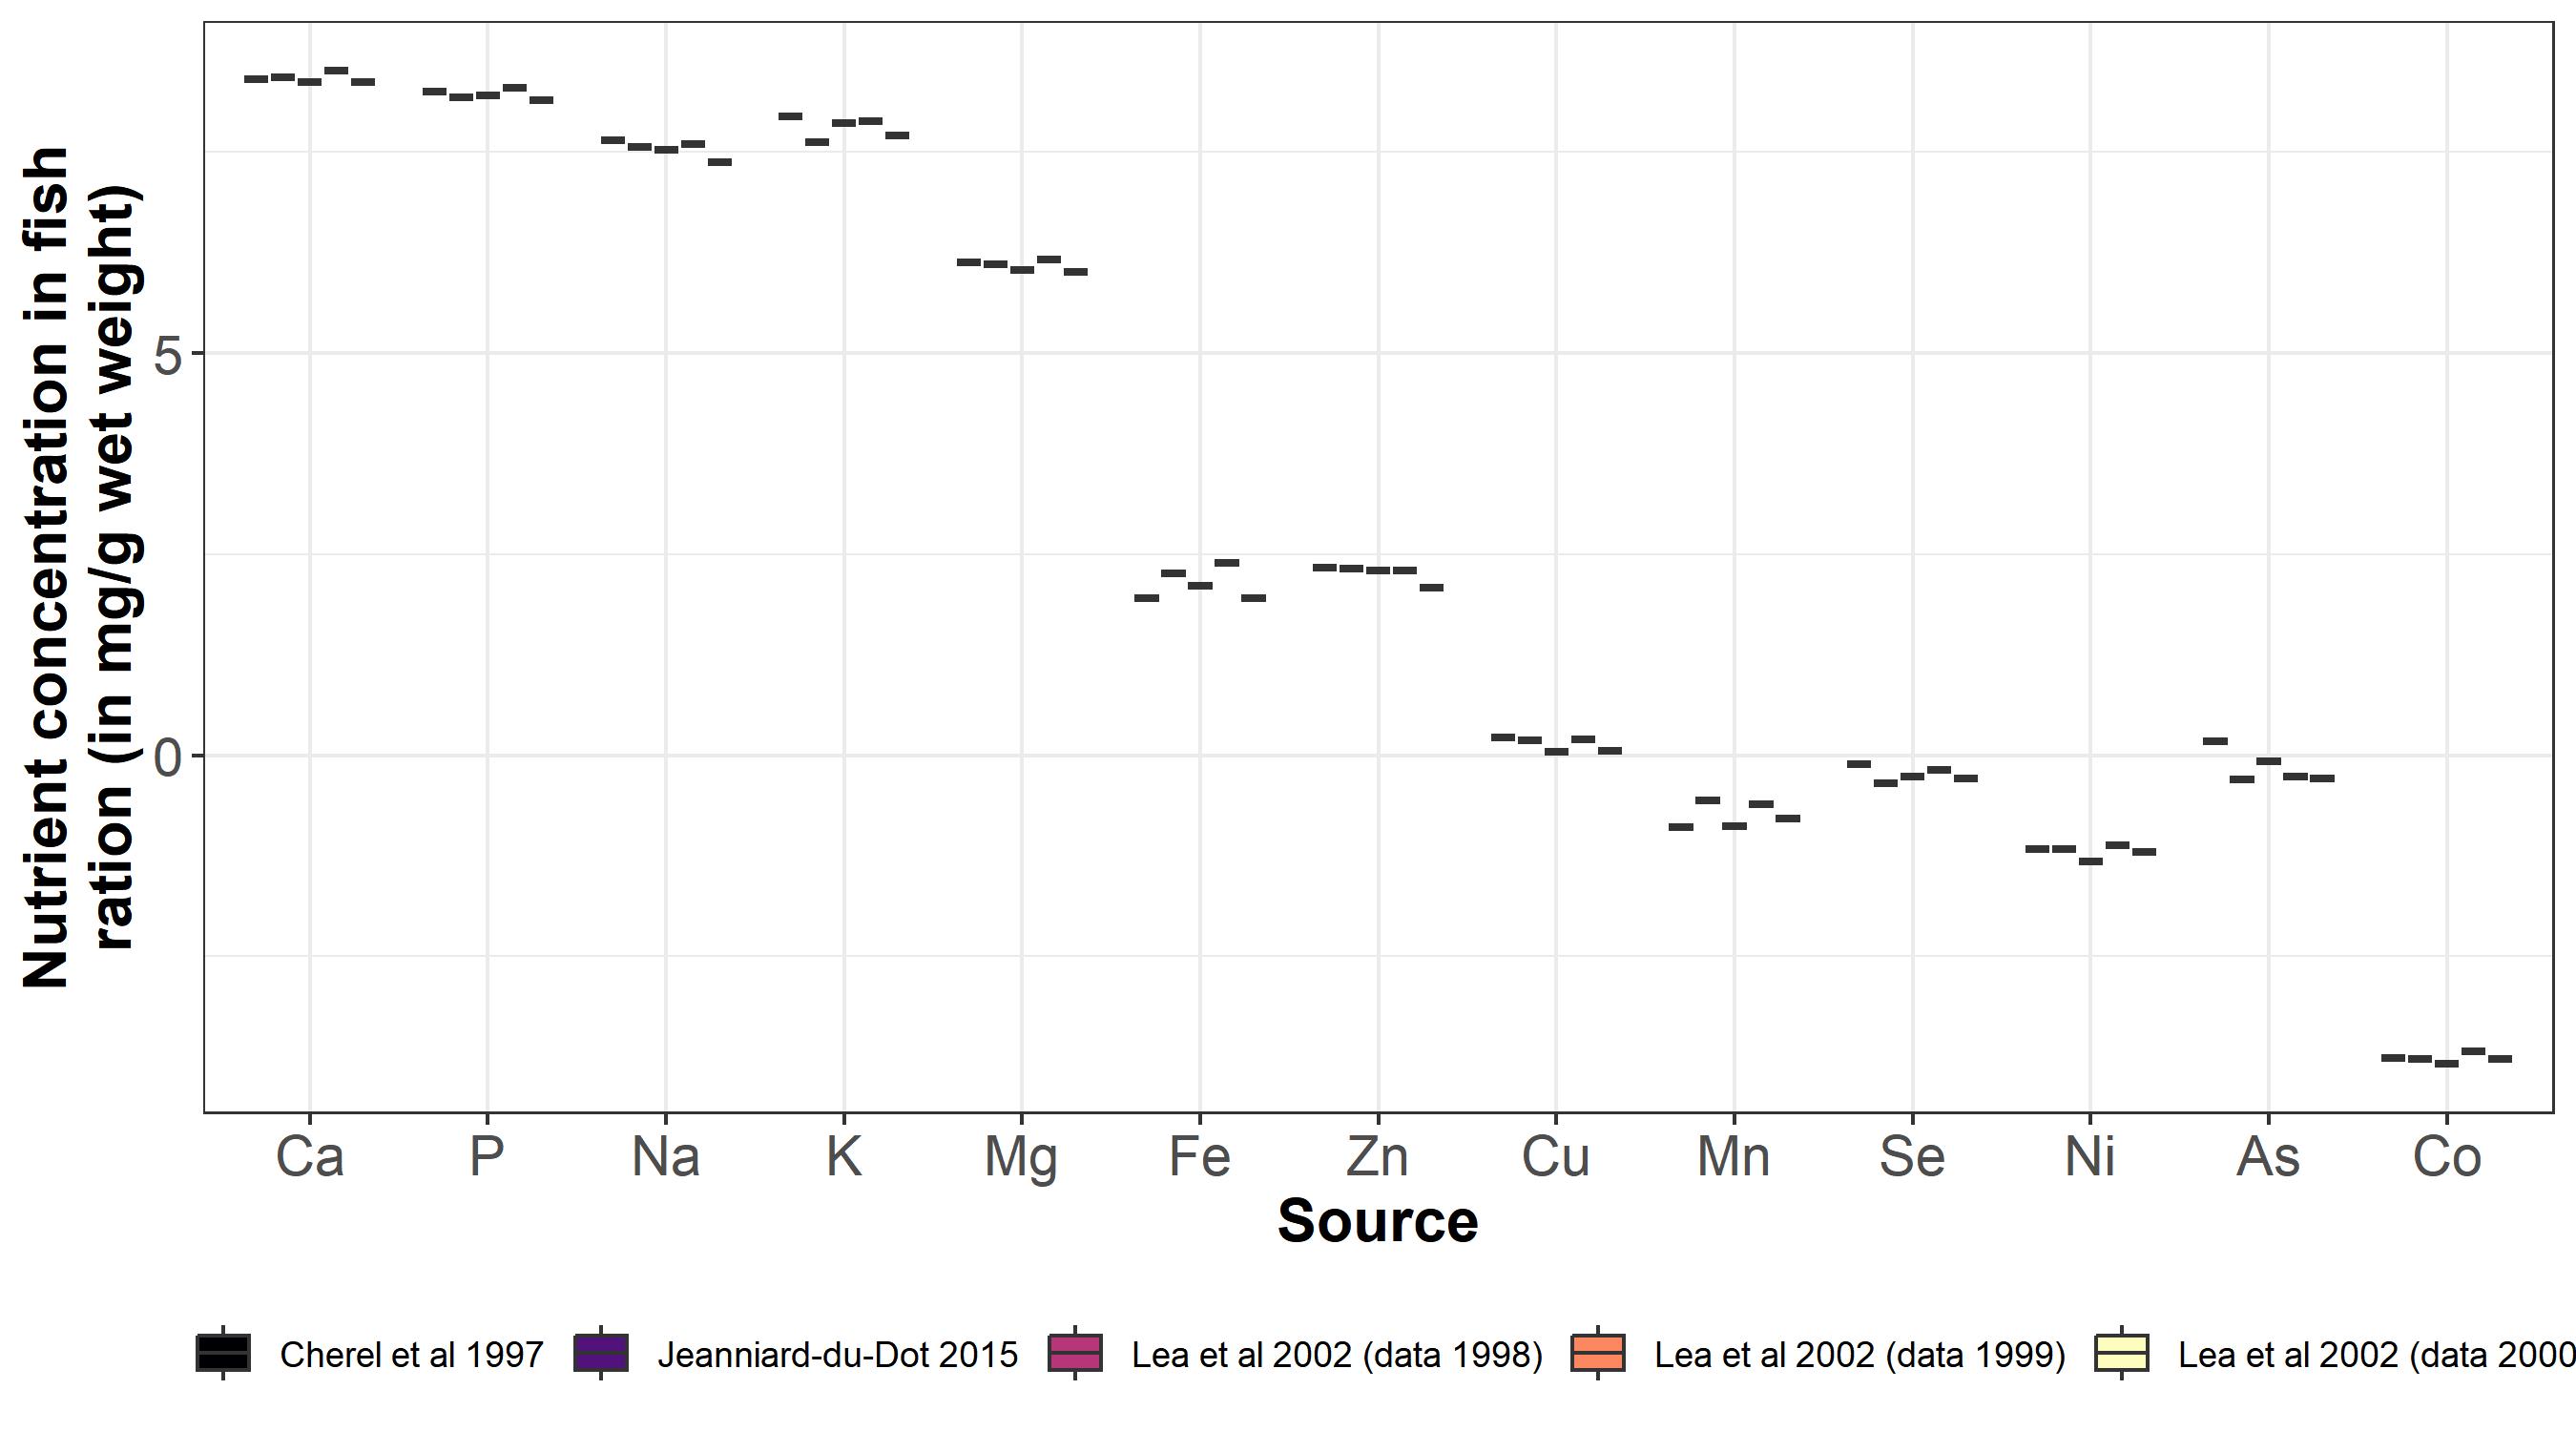 Nutrient concentration in fish
ration (in mg/g wet weight)
5
0
Ca P Na K Mg Fe Zn Cu Mn Se Ni As Co
Source
Cherel et al 1997 Jeanniard-du-Dot 2015 Lea et al 2002 (data 1998) Lea et al 2002 (data 1999) Lea et al 2002 (data 2000